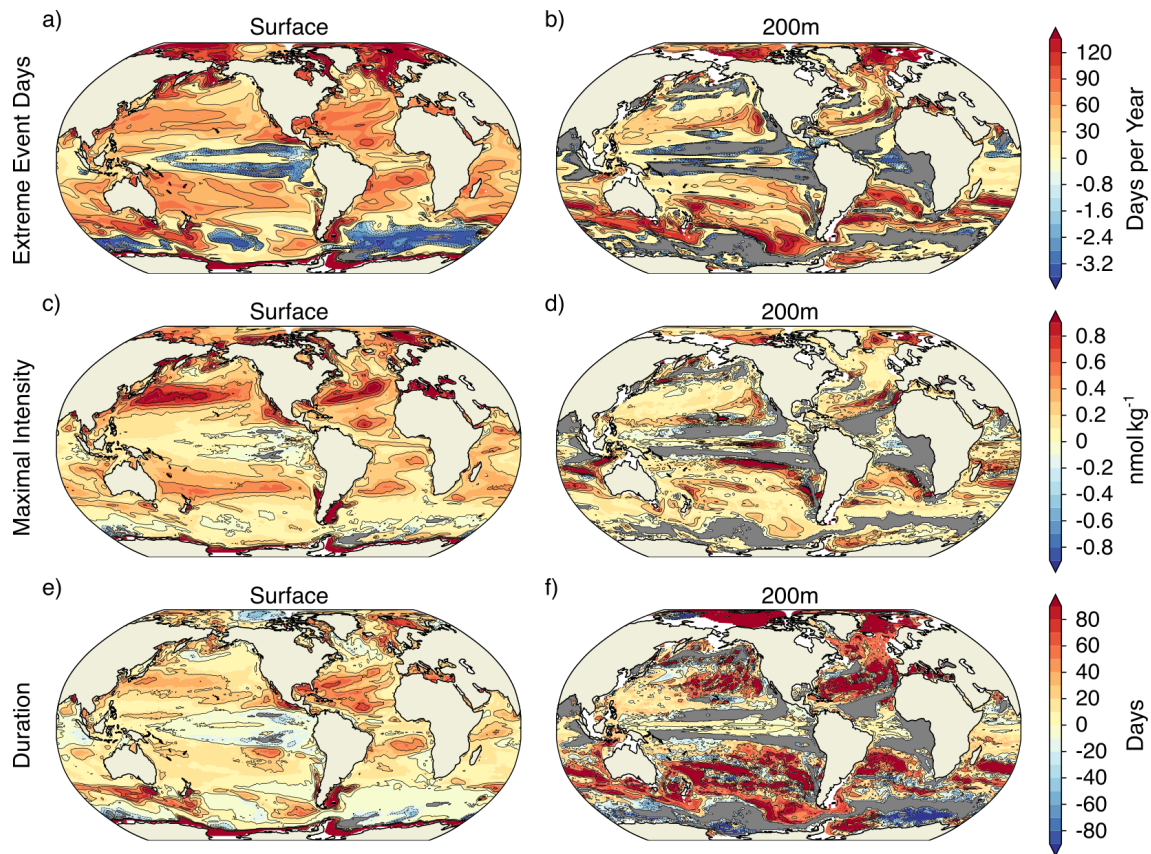 a)
Surface
b)
200m
Extreme Event Days
120
90
60
30
0
-0.8
-1.6
-2.4
-3.2
Days per Year
c)
Surface
d)
200m
Maximal Intensity
0.8
0.6
0.4
0.2
0
-0.2
-0.4
-0.6
-0.8
nmol kg⁻¹
e)
Surface
f)
200m
Duration
80
60
40
20
0
-20
-40
-60
-80
Days